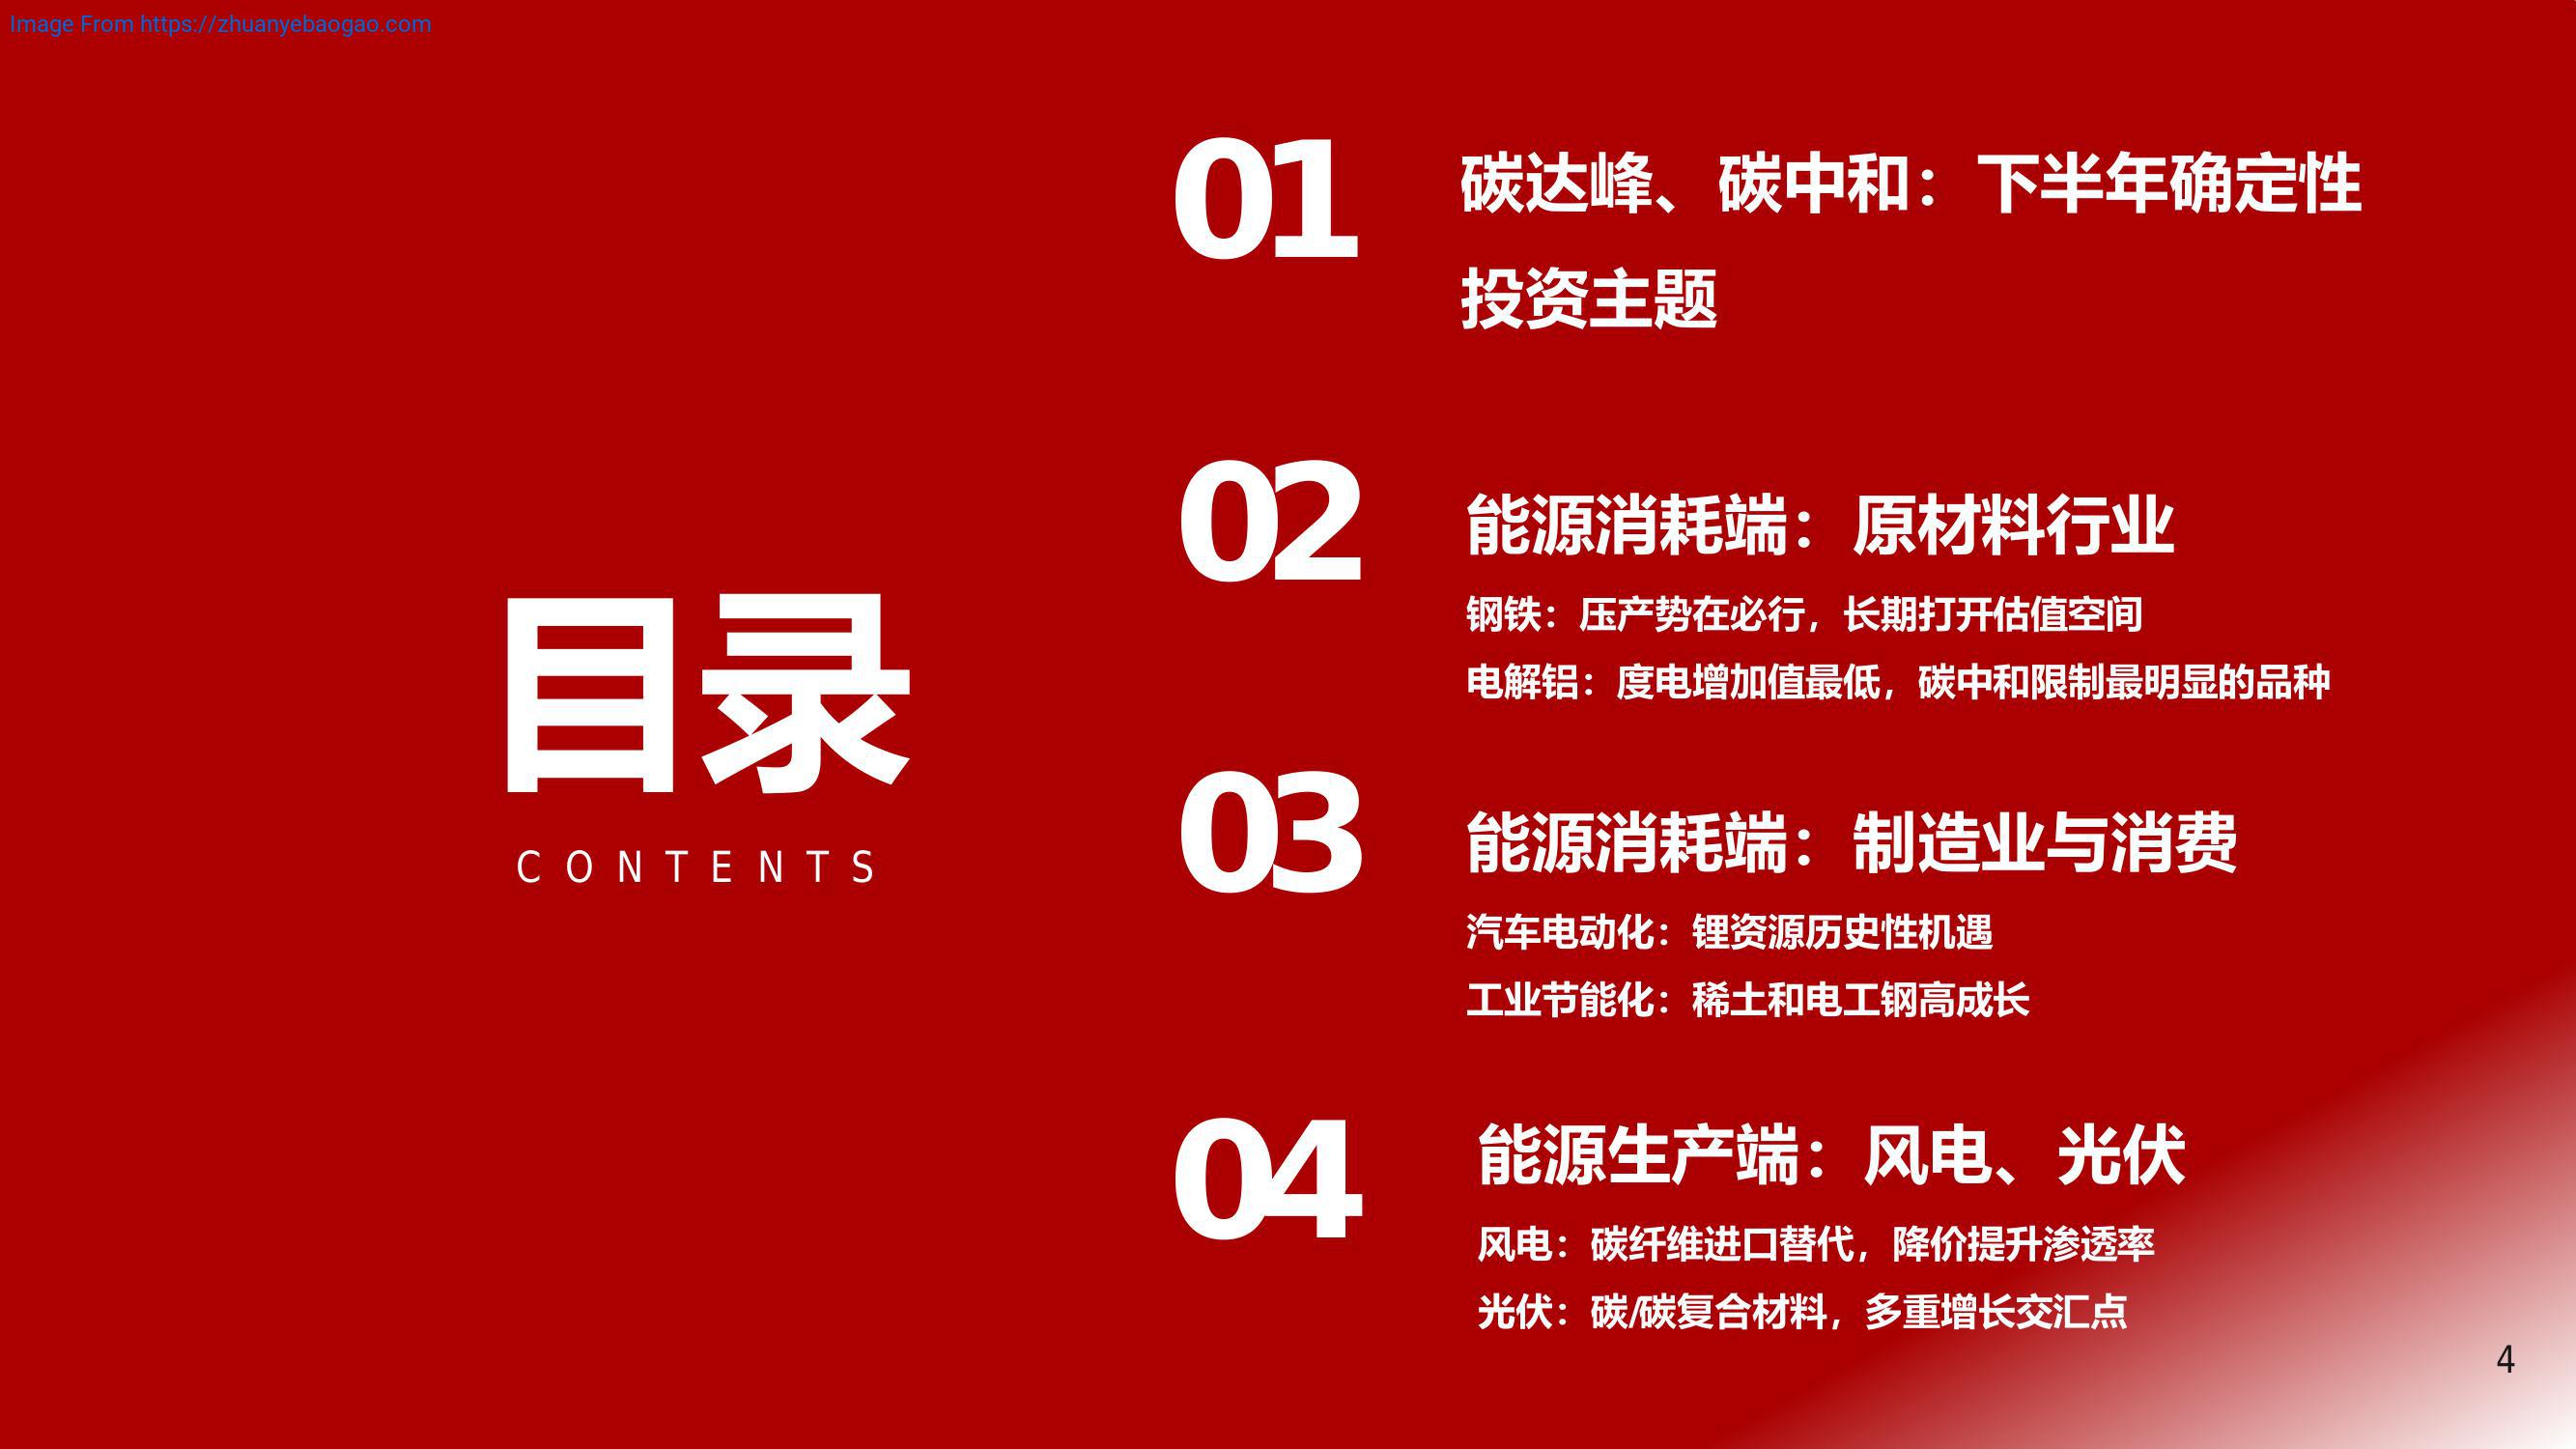 Image From https://zhuanyebaogao.com
目录
CONTENTS
01
碳达峰、碳中和：下半年确定性
投资主题
02
能源消耗端：原材料行业
钢铁：压产势在必行，长期打开估值空间
电解铝：度电增加值最低，碳中和限制最明显的品种
03
能源消耗端：制造业与消费
汽车电动化：锂资源历史性机遇
工业节能化：稀土和电工钢高成长
04
能源生产端：风电、光伏
风电：碳纤维进口替代，降价提升渗透率
光伏：碳/碳复合材料，多重增长交汇点
4